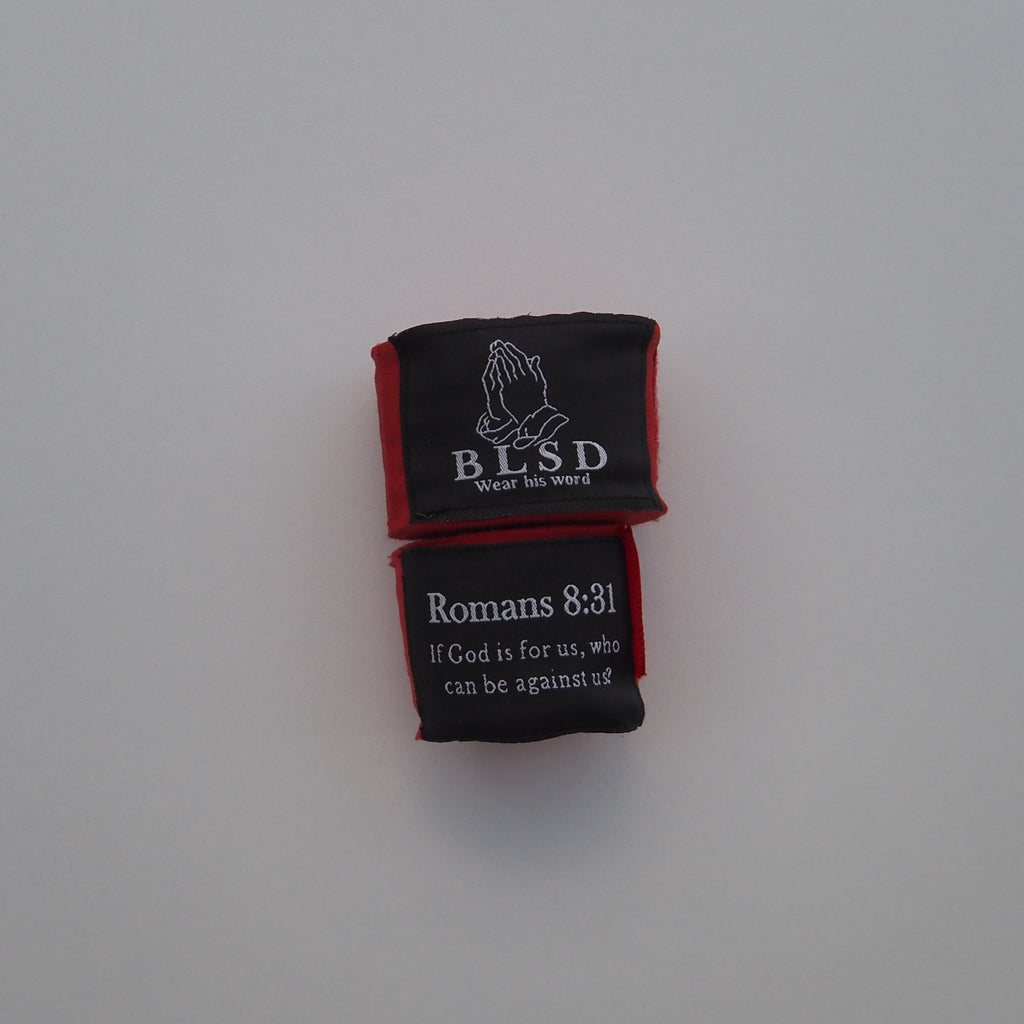 BLSD
Wear his word
Romans 8:31
If God is for us, who
can be against us?